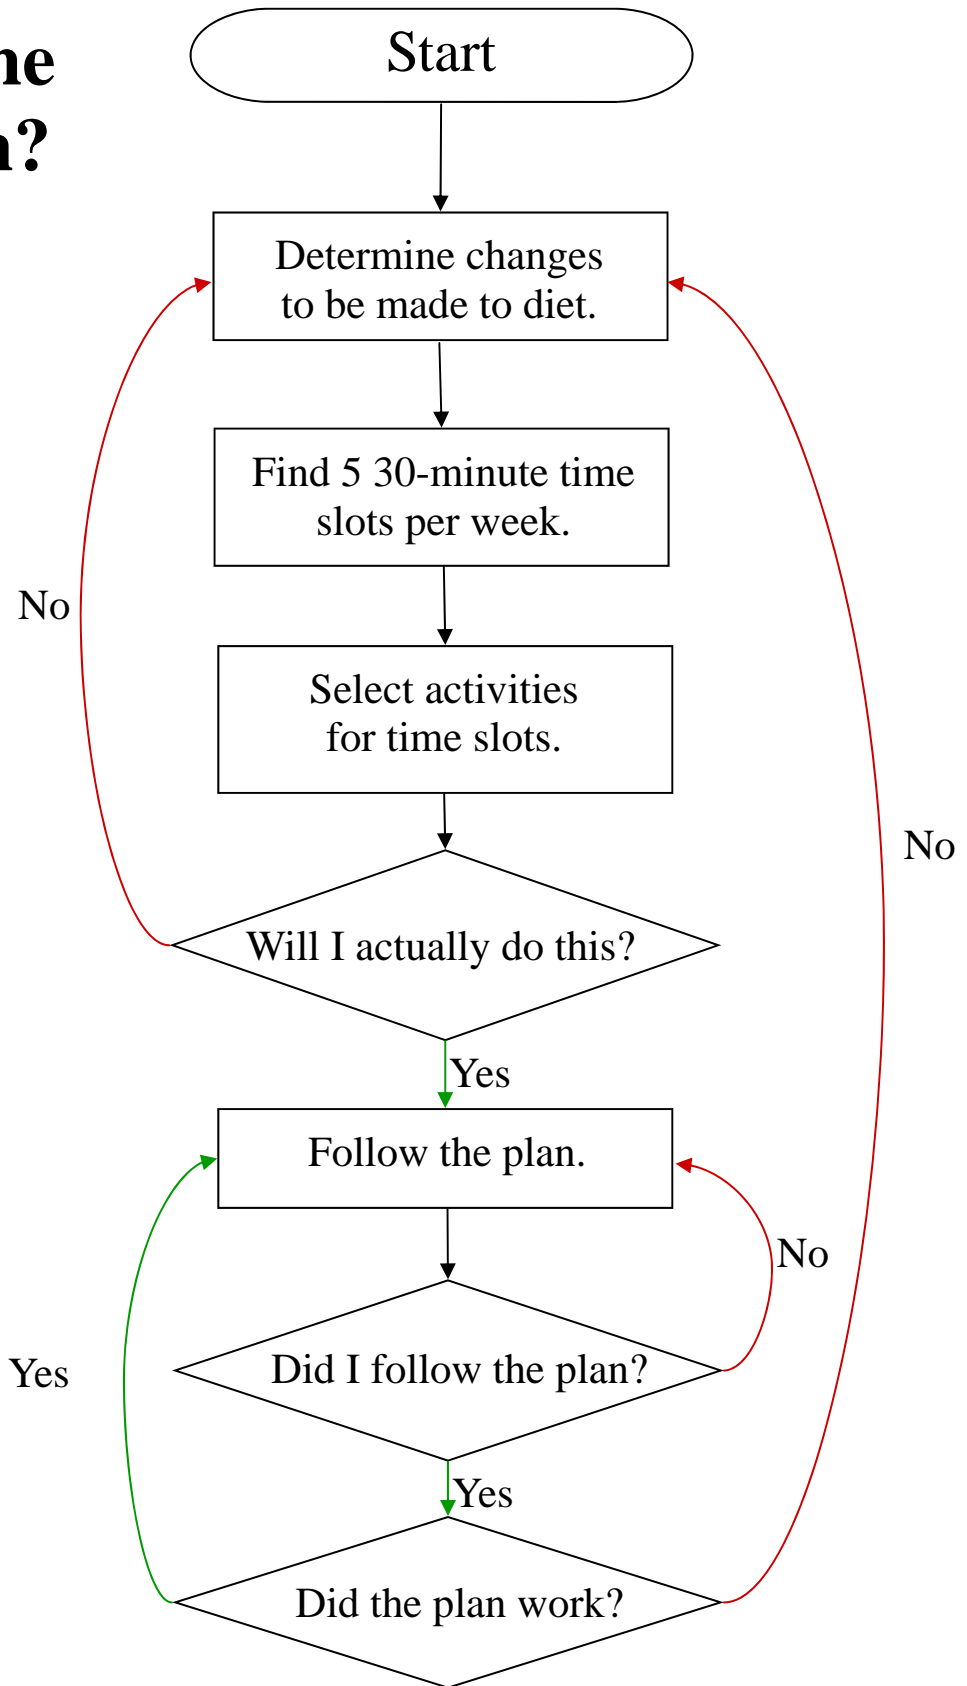 Start
Determine changes
to be made to diet.
Find 5 30-minute time
slots per week.
No
Select activities
for time slots.
No
Will I actually do this?
Yes
Follow the plan.
No
Did I follow the plan?
Yes
Yes
Did the plan work?